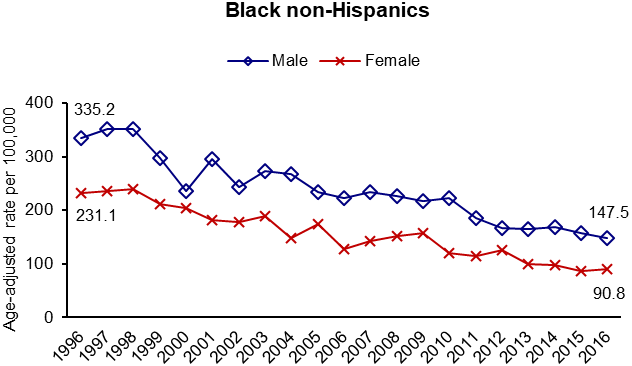 Black non-Hispanics
Male Female
Age-adjusted rate per 100,000
400
300
200
100
0
335.2
231.1
147.5
90.8
1996 1997 1998 1999 2000 2001 2002 2003 2004 2005 2006 2007 2008 2009 2010 2011 2012 2013 2014 2015 2016